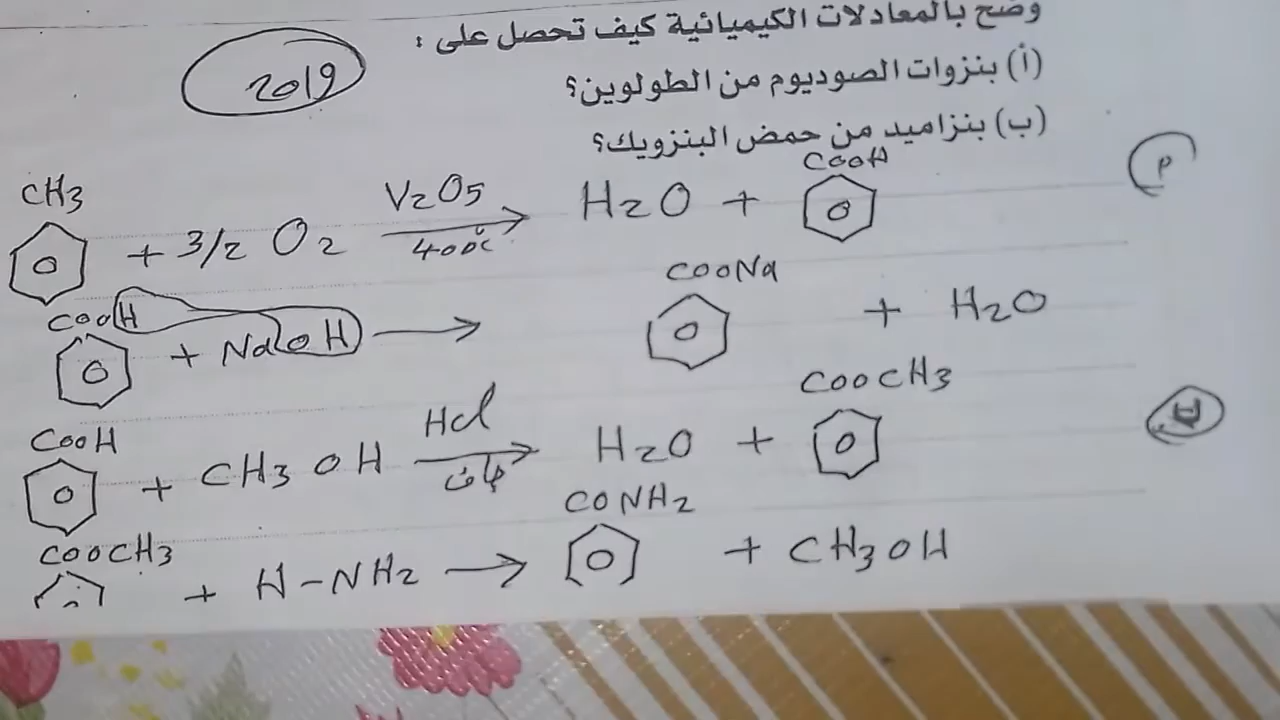 وضح بالمعادلات الكيميائية كيف تحصل على :
2019
(أ) بنزوات الصوديوم من الطولوين؟
(ب) بنزاميد من حمض البنزويك؟
CH3 + 3/2 O2 V2O5 400°C H2O + COOH
COOH + NaOH COONa + H2O
COOH + CH3OH HCl جاف H2O + COOCH3
COOCH3 + H-NH2 CONH2 + CH3OH